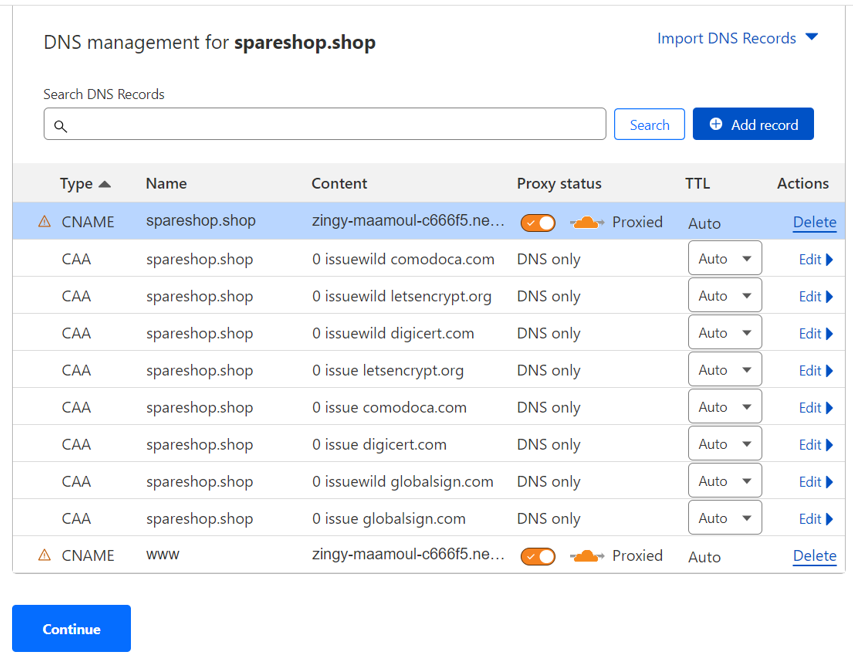 DNS management for spareshop.shop
Import DNS Records
Search DNS Records
Search
Add record
Type Name Content Proxy status TTL Actions
CNAME spareshop.shop zingy-maamoul-c666f5.ne... Proxied Auto Delete
CAA spareshop.shop 0 issuewild comodoca.com DNS only Auto Edit
CAA spareshop.shop 0 issuewild letsencrypt.org DNS only Auto Edit
CAA spareshop.shop 0 issuewild digicert.com DNS only Auto Edit
CAA spareshop.shop 0 issue letsencrypt.org DNS only Auto Edit
CAA spareshop.shop 0 issue comodoca.com DNS only Auto Edit
CAA spareshop.shop 0 issue digicert.com DNS only Auto Edit
CAA spareshop.shop 0 issuewild globalsign.com DNS only Auto Edit
CAA spareshop.shop 0 issue globalsign.com DNS only Auto Edit
CNAME www zingy-maamoul-c666f5.ne... Proxied Auto Delete
Continue